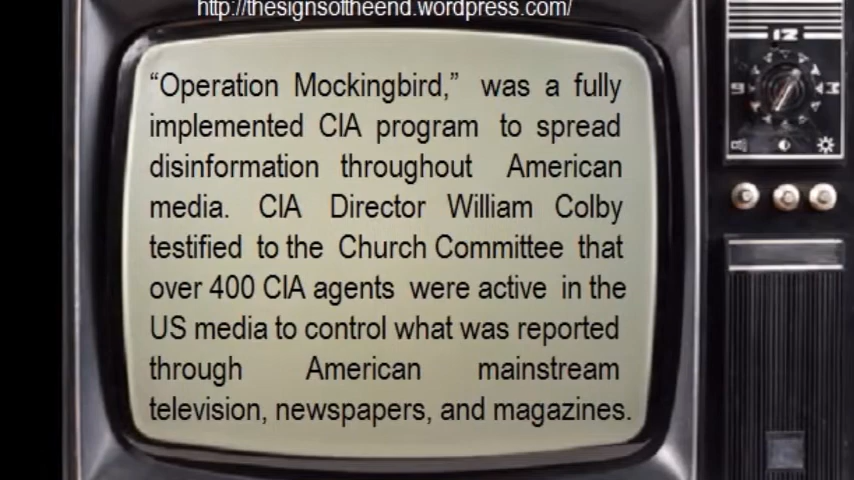 http://thesignsoftheend.wordpress.com/
“Operation Mockingbird,” was a fully
implemented CIA program to spread
disinformation throughout American
media. CIA Director William Colby
testified to the Church Committee that
over 400 CIA agents were active in the
US media to control what was reported
through American mainstream
television, newspapers, and magazines.
12
9 3